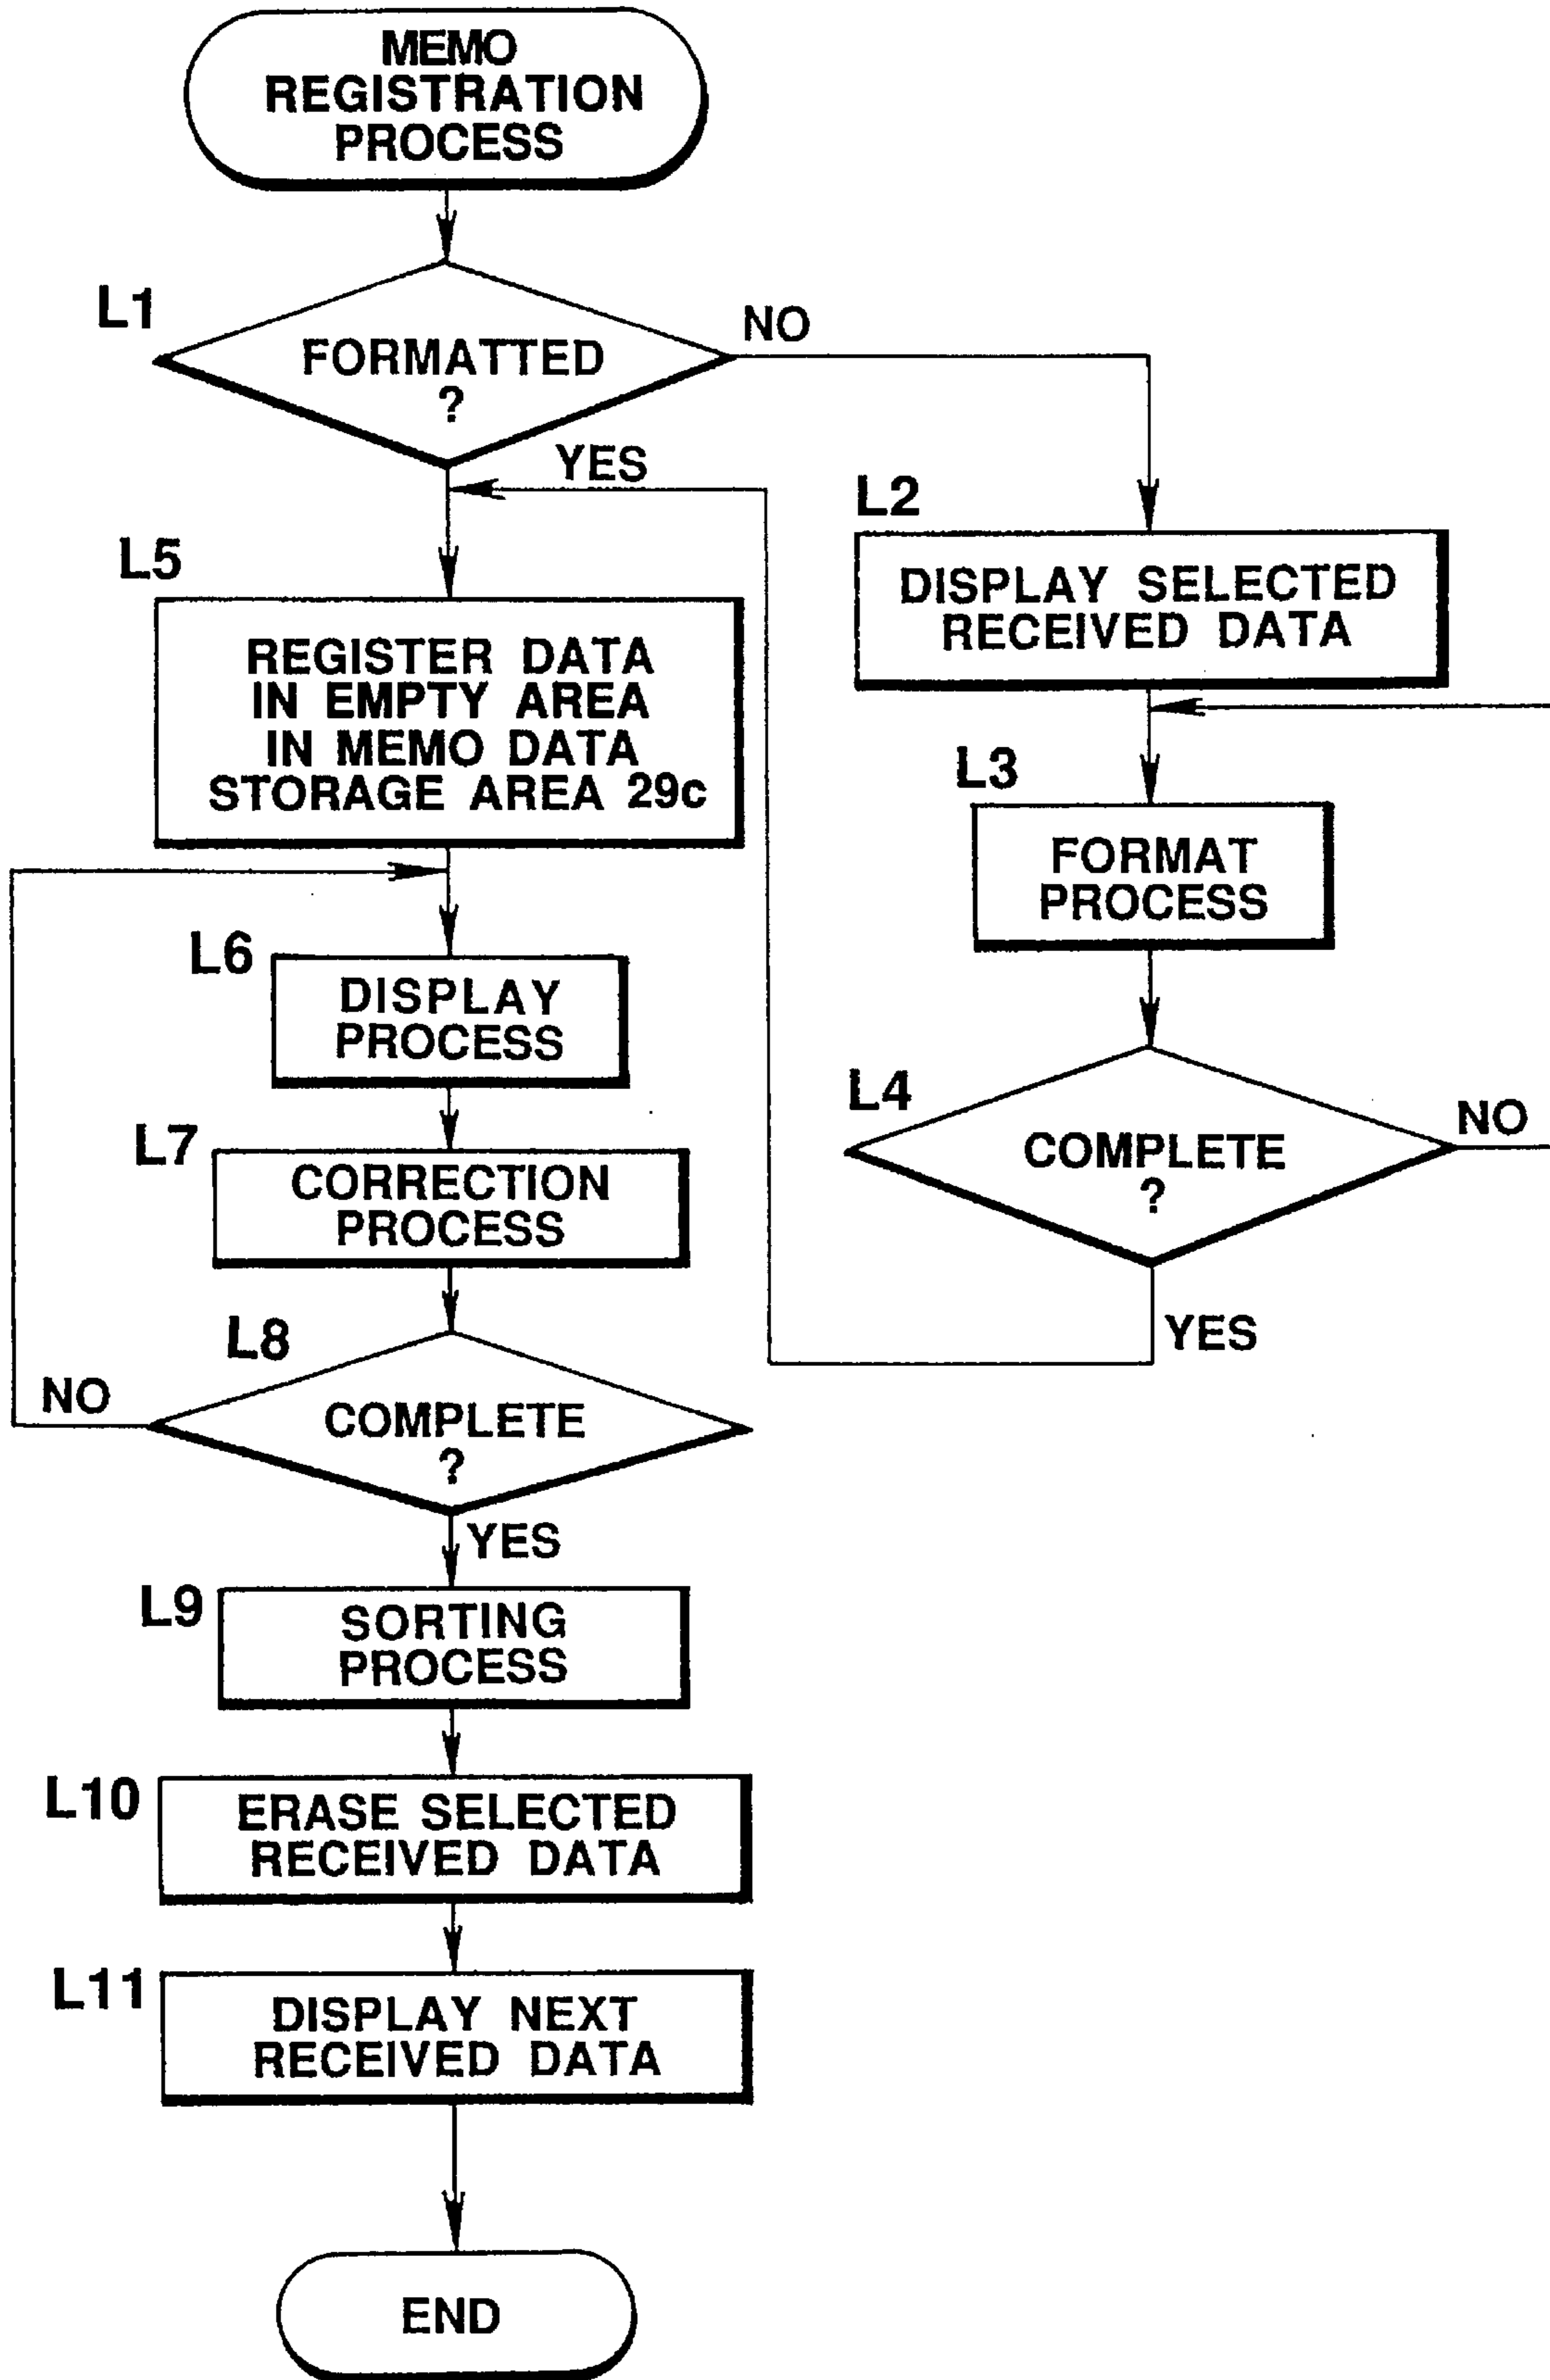 MEMO
REGISTRATION
PROCESS
L1
FORMATTED
?
NO
YES
L2
DISPLAY SELECTED
RECEIVED DATA
L3
FORMAT
PROCESS
L4
COMPLETE
?
NO
YES
L5
REGISTER DATA
IN EMPTY AREA
IN MEMO DATA
STORAGE AREA 29c
L6
DISPLAY
PROCESS
L7
CORRECTION
PROCESS
L8
COMPLETE
?
NO
YES
L9
SORTING
PROCESS
L10
ERASE SELECTED
RECEIVED DATA
L11
DISPLAY NEXT
RECEIVED DATA
END